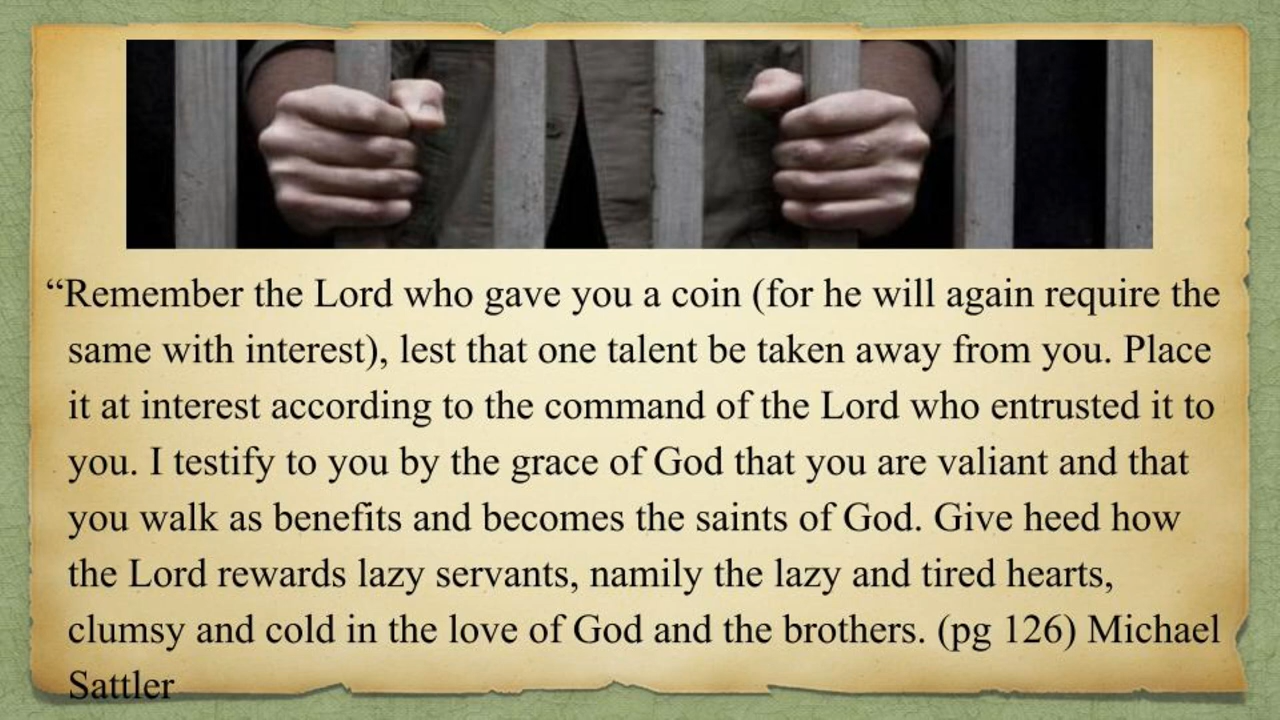 “Remember the Lord who gave you a coin (for he will again require the
same with interest), lest that one talent be taken away from you. Place
it at interest according to the command of the Lord who entrusted it to
you. I testify to you by the grace of God that you are valiant and that
you walk as benefits and becomes the saints of God. Give heed how
the Lord rewards lazy servants, namily the lazy and tired hearts,
clumsy and cold in the love of God and the brothers. (pg 126) Michael
Sattler